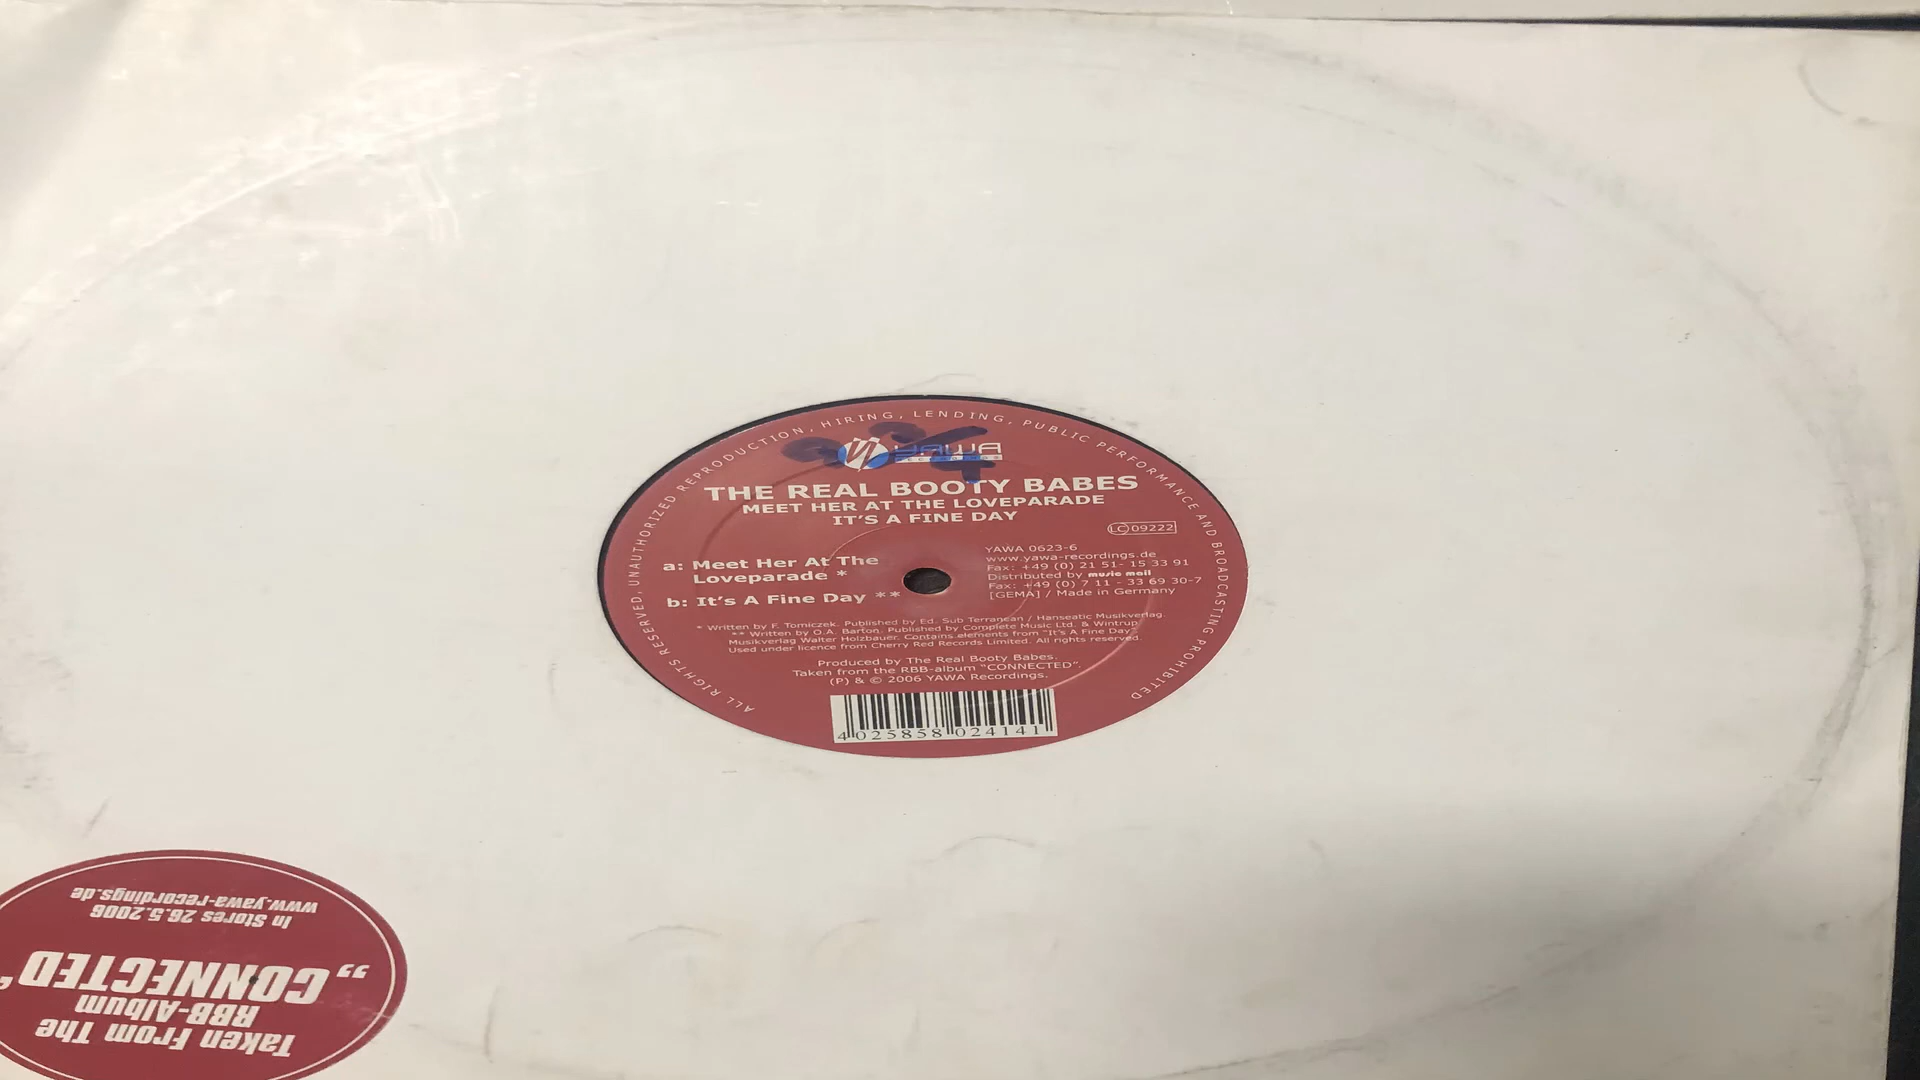 ALL RIGHTS RESERVED, UNAUTHORIZED REPRODUCTION, HIRING, LENDING, PUBLIC PERFORMANCE AND BROADCASTING PROHIBITED
YAWA
RECORDINGS
THE REAL BOOTY BABES
MEET HER AT THE LOVEPARADE
IT'S A FINE DAY
LC 09222
a: Meet Her At The
Loveparade *
b: It's A Fine Day **
YAWA 0623-6
www.yawa-recordings.de
Fax: +49 (0) 21 51- 15 33 91
Distributed by music mail
Fax: +49 (0) 7 11 - 33 69 30-7
[GEMA] / Made in Germany
* Written by F. Tomiczek. Published by Ed. Sub Terranean / Hanseatic Musikverlag.
** Written by O.A. Barton. Published by Complete Music Ltd. & Wintrup
Musikverlag Walter Holzbauer. Contains elements from "It's A Fine Day".
Used under licence from Cherry Red Records Limited. All rights reserved.
Produced by The Real Booty Babes.
Taken from the RBB-album "CONNECTED".
(P) & © 2006 YAWA Recordings.
4 025858 024141
Taken From The
RBB-Album
„CONNECTED“
In Stores 26.5.2006
www.yawa-recordings.de